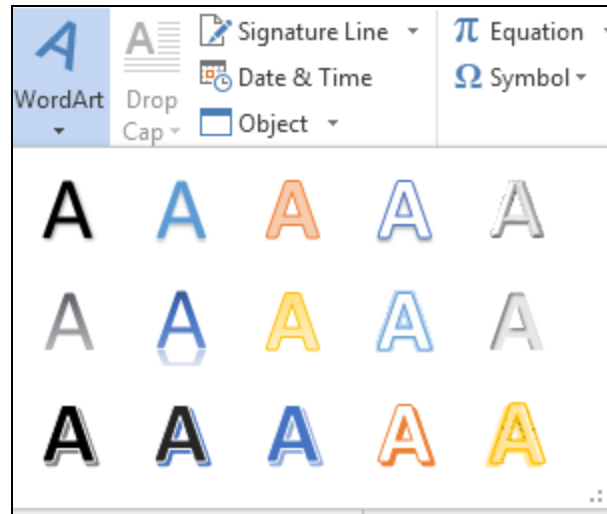 Signature Line
π Equation
Date & Time
Ω Symbol
WordArt
Drop
Cap
Object
A A A A A
A A A A A
A A A A A